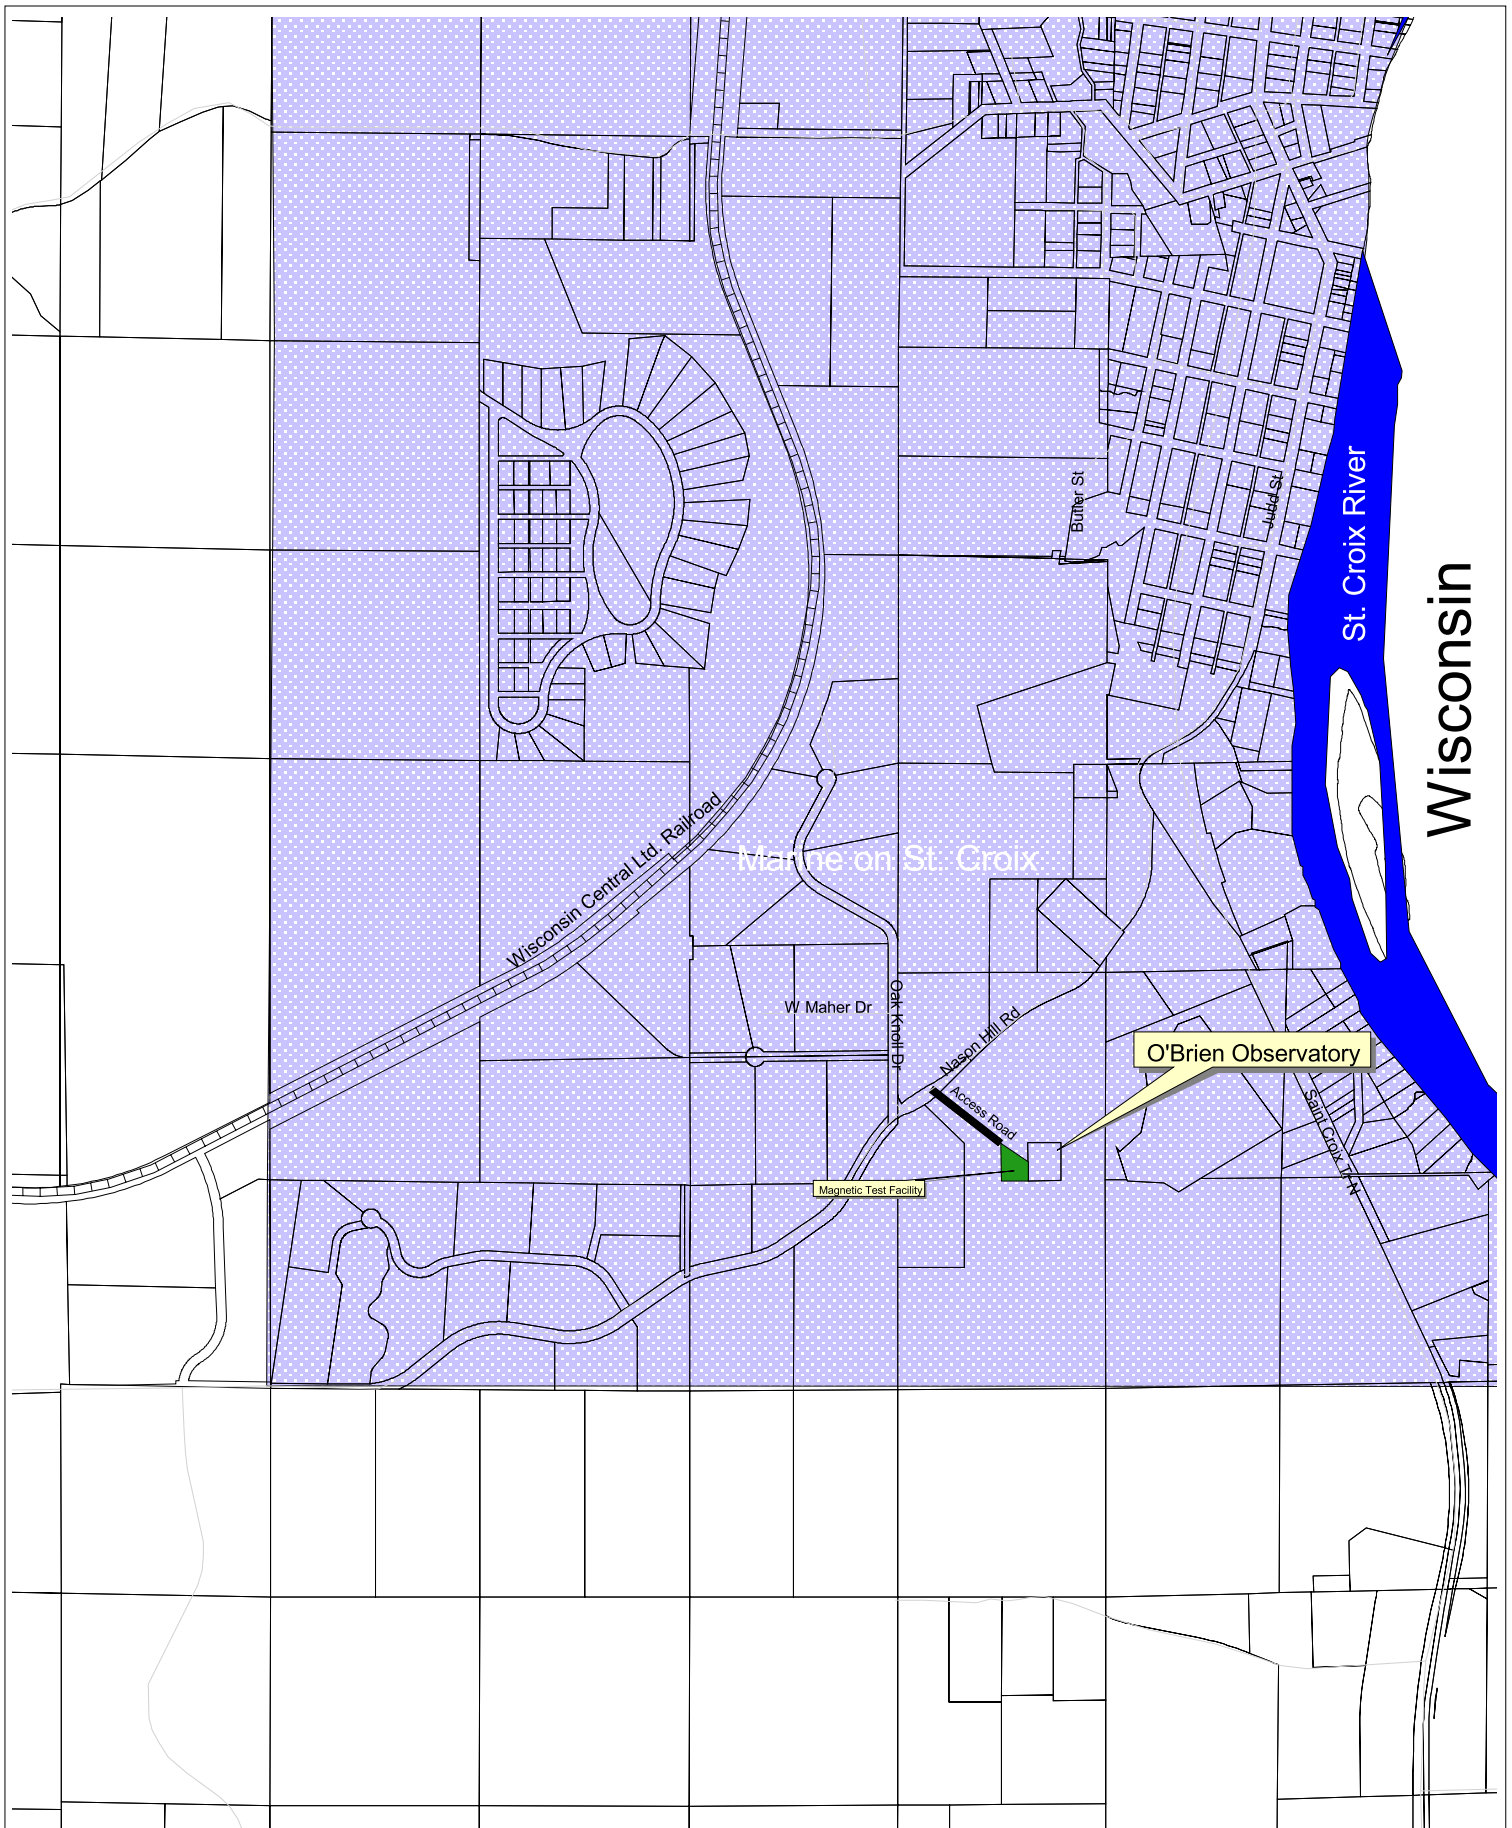 Butler St
Judd St
St. Croix River
Wisconsin
Wisconsin Central Ltd. Railroad
Marine on St. Croix
W Maher Dr
Oak Knoll Dr
Nason Hill Rd
O'Brien Observatory
Access Road
Saint Croix Tr N
Magnetic Test Facility